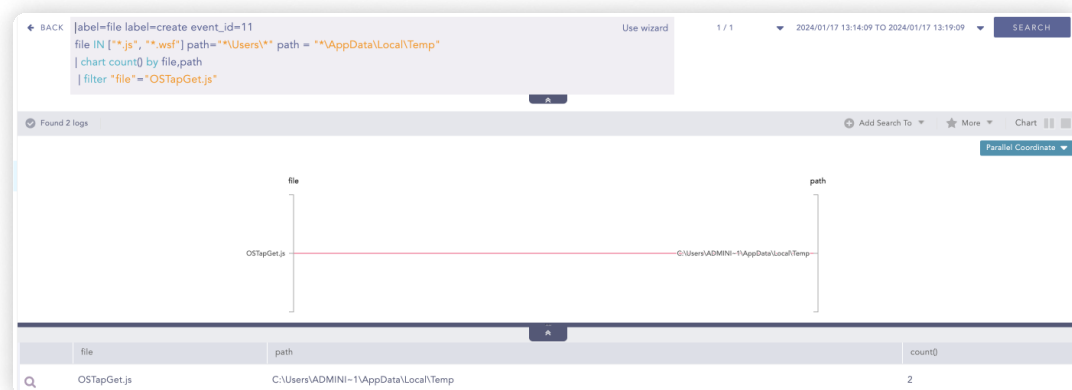 BACK
label=file label=create event_id=11
Use wizard
1 / 1
2024/01/17 13:14:09 TO 2024/01/17 13:19:09
SEARCH
file IN ["*.js", "*.wsf"] path="*\Users\*" path = "*\AppData\Local\Temp"
| chart count() by file,path
| filter "file"="OSTapGet.js"
Found 2 logs
Add Search To
More
Chart
Parallel Coordinate
file
path
OSTapGet.js
C:\Users\ADMINI~1\AppData\Local\Temp
file
path
count()
OSTapGet.js
C:\Users\ADMINI~1\AppData\Local\Temp
2